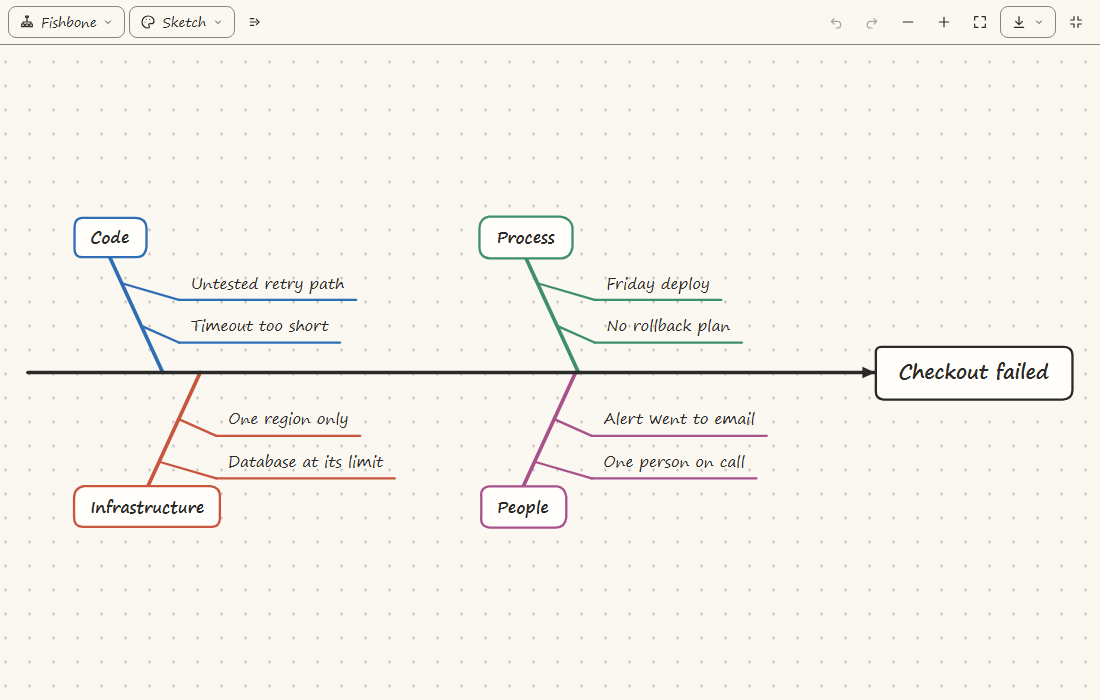 Fishbone
Sketch
Code
Untested retry path
Timeout too short
Process
Friday deploy
No rollback plan
Checkout failed
One region only
Database at its limit
Infrastructure
Alert went to email
One person on call
People